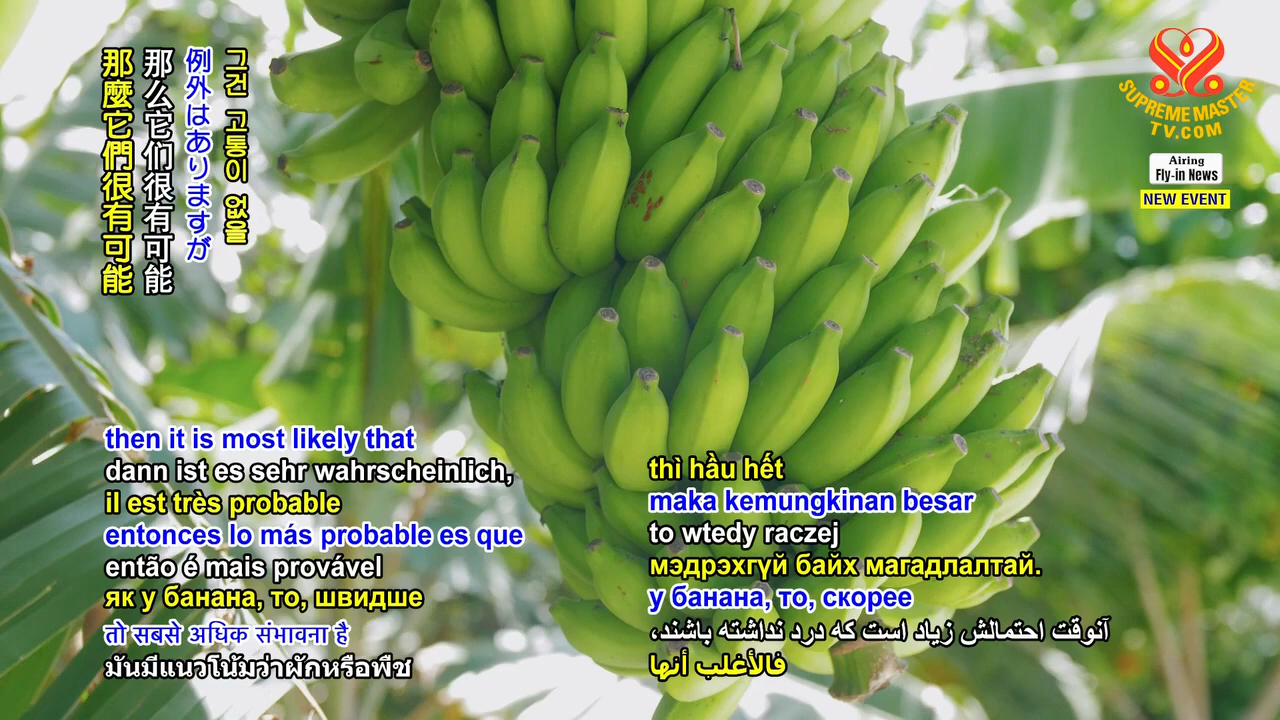 那麼它們很有可能
那么它们很有可能
例外はありますが
그건 고통이 없을
SUPREME MASTER
TV.COM
Airing
Fly-in News
NEW EVENT
then it is most likely that
dann ist es sehr wahrscheinlich,
il est très probable
entonces lo más probable es que
então é mais provável
як у банана, то, швидше
तो सबसे अधिक संभावना है
มันมีแนวโน้มว่าผักหรือพืช
thì hầu hết
maka kemungkinan besar
to wtedy raczej
мэдрэхгүй байх магадлалтай.
у банана, то, скорее
آنوقت احتمالش زیاد است که درد نداشته باشند،
فالأغلب أنها